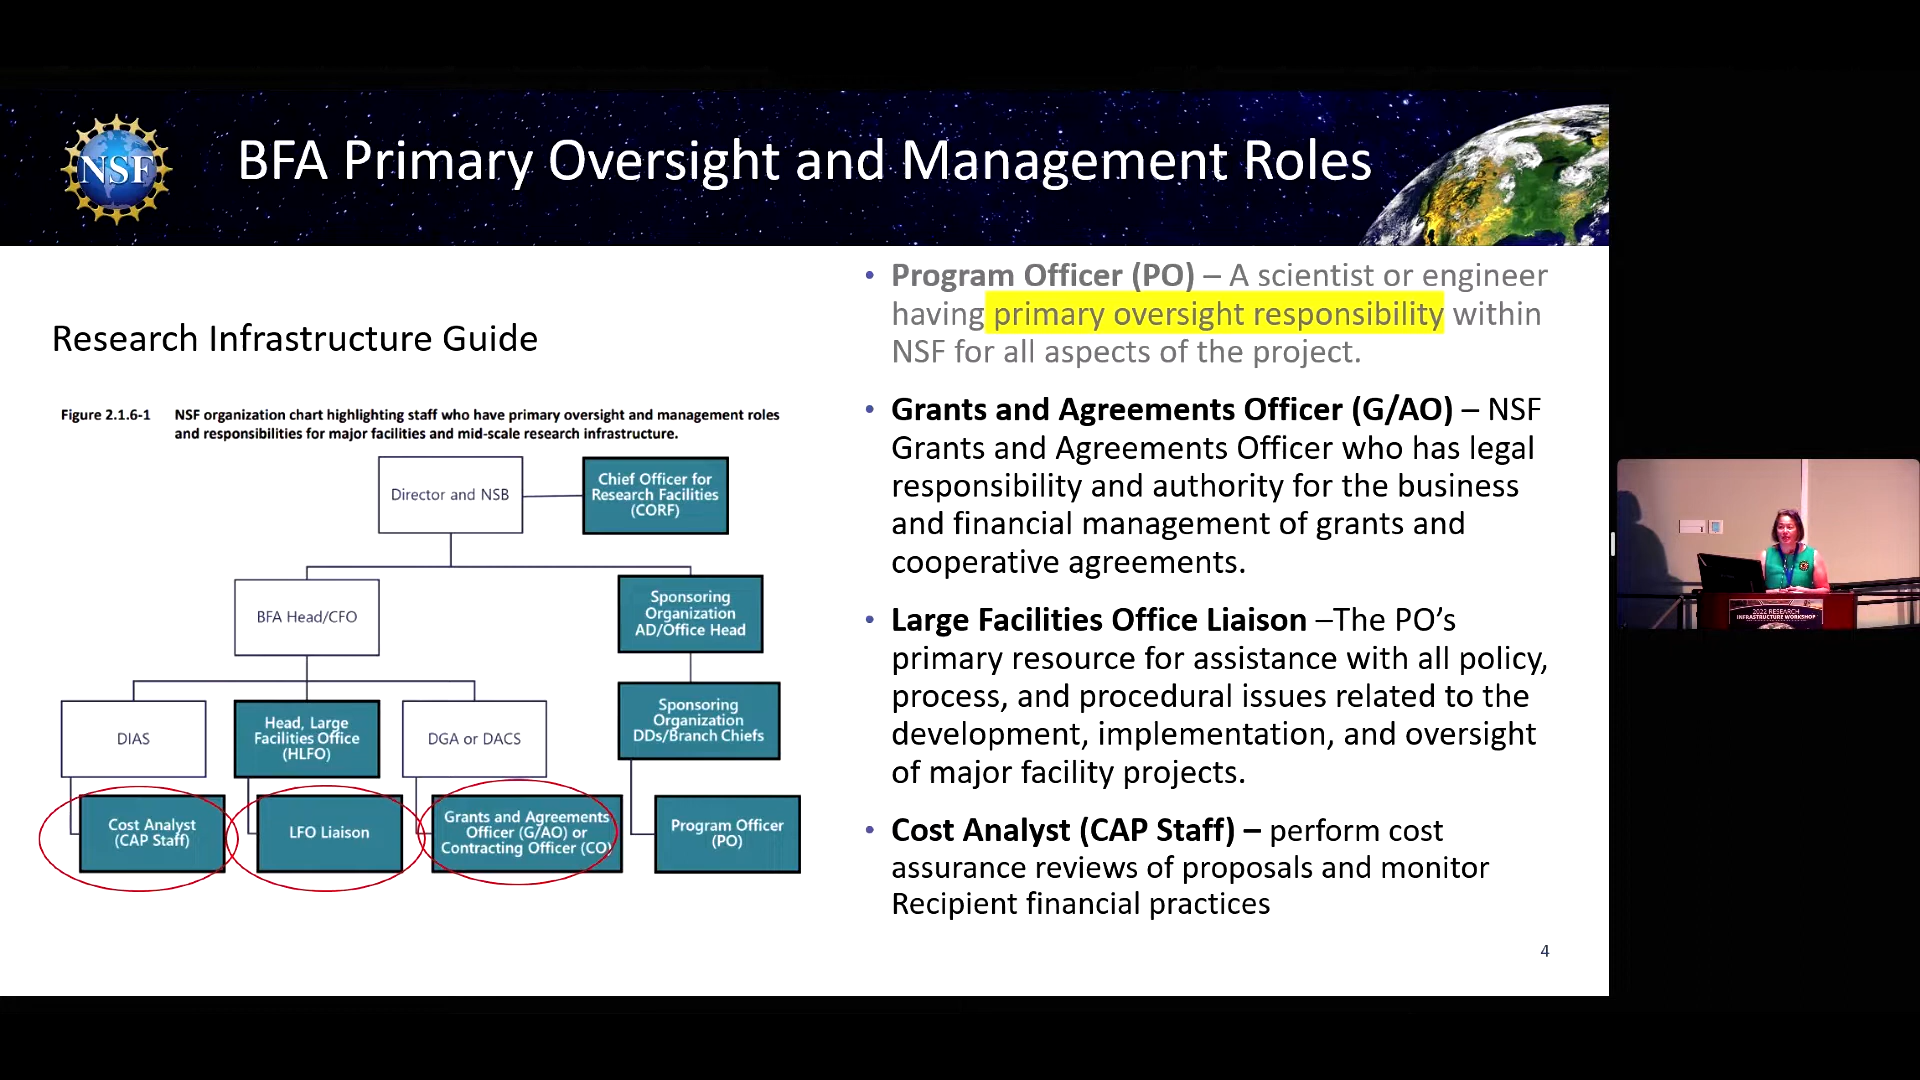 NSF
BFA Primary Oversight and Management Roles
Research Infrastructure Guide
Figure 2.1.6-1 NSF organization chart highlighting staff who have primary oversight and management roles
and responsibilities for major facilities and mid-scale research infrastructure.
Director and NSB
Chief Officer for
Research Facilities
(CORF)
BFA Head/CFO
Sponsoring
Organization
AD/Office Head
DIAS
Head, Large
Facilities Office
(HLFO)
DGA or DACS
Sponsoring
Organization
DDs/Branch Chiefs
Cost Analyst
(CAP Staff)
LFO Liaison
Grants and Agreements
Officer (G/AO) or
Contracting Officer (CO)
Program Officer
(PO)
• Program Officer (PO) – A scientist or engineer
having primary oversight responsibility within
NSF for all aspects of the project.
• Grants and Agreements Officer (G/AO) – NSF
Grants and Agreements Officer who has legal
responsibility and authority for the business
and financial management of grants and
cooperative agreements.
• Large Facilities Office Liaison –The PO’s
primary resource for assistance with all policy,
process, and procedural issues related to the
development, implementation, and oversight
of major facility projects.
• Cost Analyst (CAP Staff) – perform cost
assurance reviews of proposals and monitor
Recipient financial practices
4
2022 RESEARCH
INFRASTRUCTURE WORKSHOP